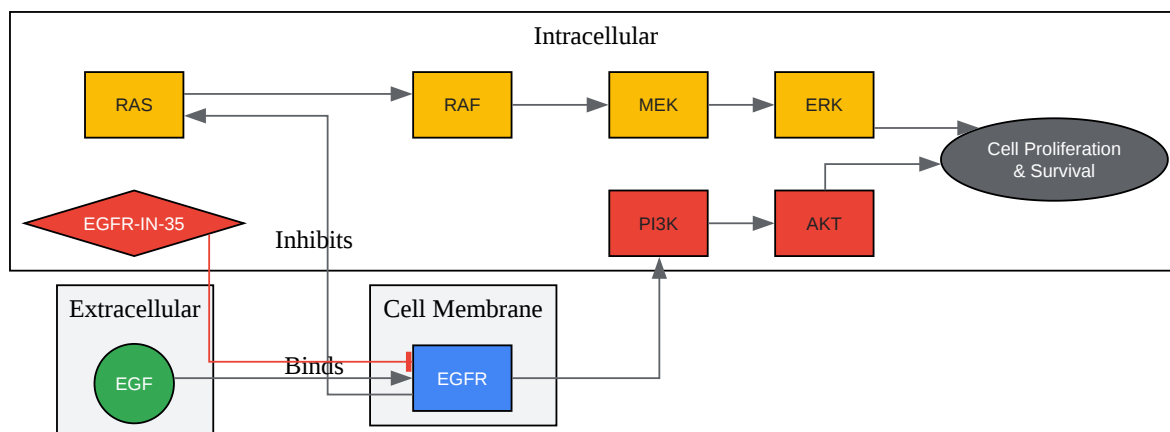 Intracellular
RAS
RAF
MEK
ERK
Cell Proliferation
& Survival
EGFR-IN-35
PI3K
AKT
Inhibits
Extracellular
Cell Membrane
Binds
EGF
EGFR